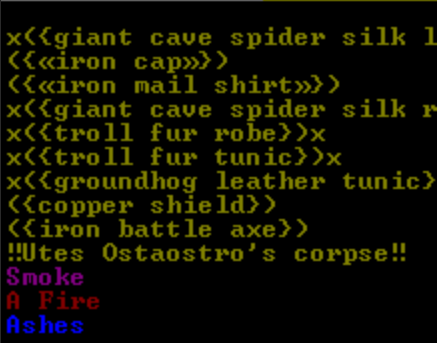 x({giant cave spider silk l
({«iron cap»})
({«iron mail shirt»})
x({giant cave spider silk r
x({troll fur robe})x
x({troll fur tunic})x
x({groundhog leather tunic}
({copper shield})
({iron battle axe})
‼Utes Ostaostro's corpse‼
Smoke
A Fire
Ashes